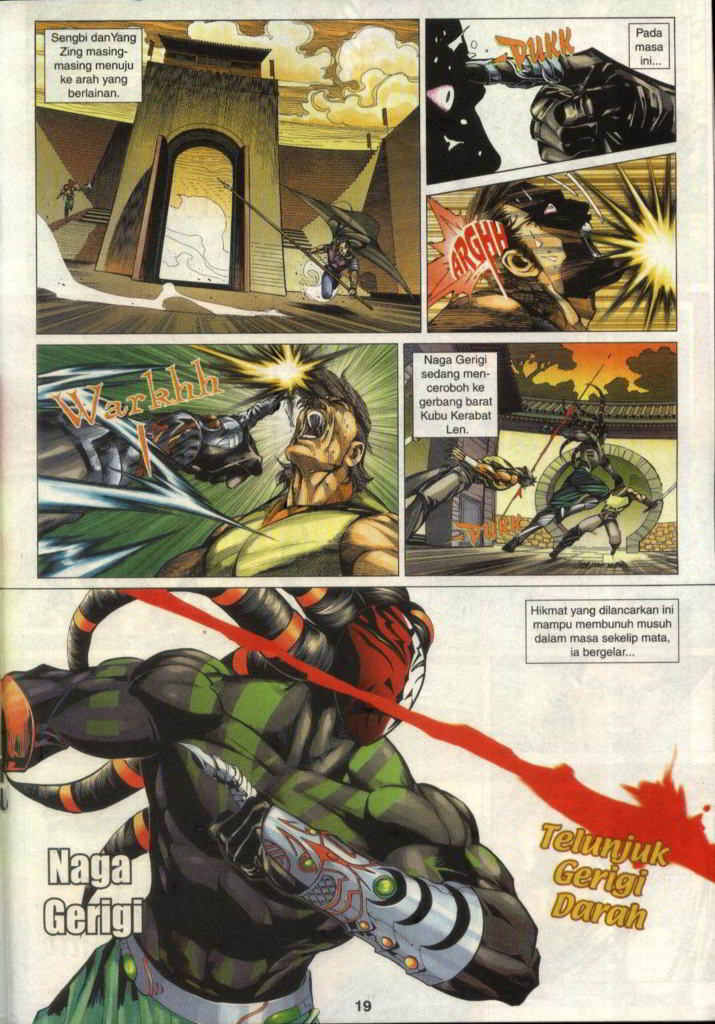 Sengbi dan Yang
Zing masing-
masing menuju
ke arah yang
berlainan.
DUKK
Pada
masa
ini...
ARGHH
Warkhh
!
Naga Gerigi
sedang men-
ceroboh ke
gerbang barat
Kubu Kerabat
Len.
DUKK
Hikmat yang dilancarkan ini
mampu membunuh musuh
dalam masa sekelip mata,
ia bergelar...
Naga
Gerigi
Telunjuk
Gerigi
Darah
19